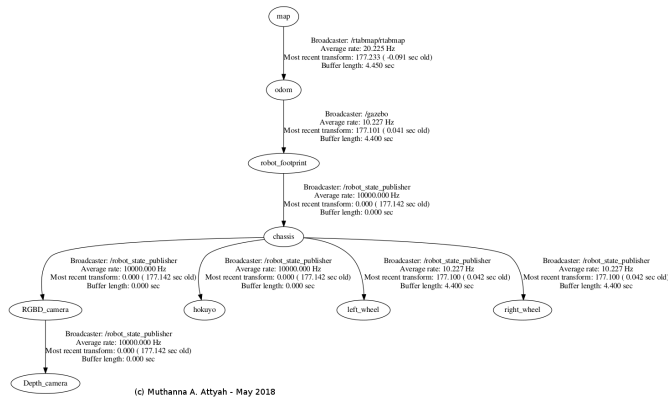 map
Broadcaster: /rtabmap/rtabmap
Average rate: 20.225 Hz
Most recent transform: 177.233 ( -0.091 sec old)
Buffer length: 4.450 sec
odom
Broadcaster: /gazebo
Average rate: 10.227 Hz
Most recent transform: 177.101 ( 0.041 sec old)
Buffer length: 4.400 sec
robot_footprint
Broadcaster: /robot_state_publisher
Average rate: 10000.000 Hz
Most recent transform: 0.000 ( 177.142 sec old)
Buffer length: 0.000 sec
chassis
Broadcaster: /robot_state_publisher
Average rate: 10000.000 Hz
Most recent transform: 0.000 ( 177.142 sec old)
Buffer length: 0.000 sec
Broadcaster: /robot_state_publisher
Average rate: 10000.000 Hz
Most recent transform: 0.000 ( 177.142 sec old)
Buffer length: 0.000 sec
Broadcaster: /robot_state_publisher
Average rate: 10.227 Hz
Most recent transform: 177.100 ( 0.042 sec old)
Buffer length: 4.400 sec
Broadcaster: /robot_state_publisher
Average rate: 10.227 Hz
Most recent transform: 177.100 ( 0.042 sec old)
Buffer length: 4.400 sec
RGBD_camera
hokayo
left_wheel
right_wheel
Broadcaster: /robot_state_publisher
Average rate: 10000.000 Hz
Most recent transform: 0.000 ( 177.142 sec old)
Buffer length: 0.000 sec
Depth_camera
(c) Muthanna A. Attyah - May 2018